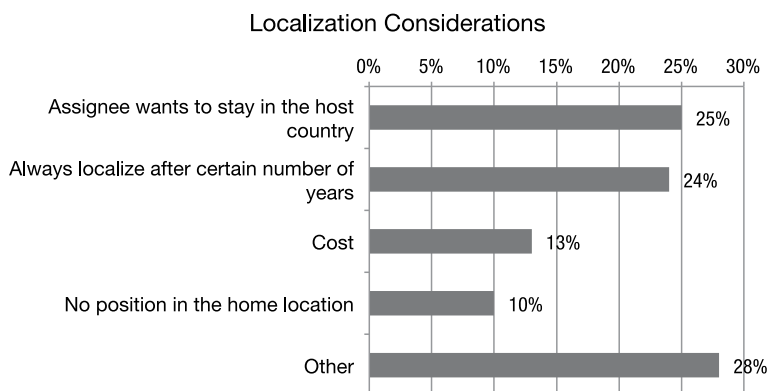 Localization Considerations
0% 5% 10% 15% 20% 25% 30%
Assignee wants to stay in the host
country
25%
Always localize after certain number of
years
24%
Cost
13%
No position in the home location
10%
Other
28%